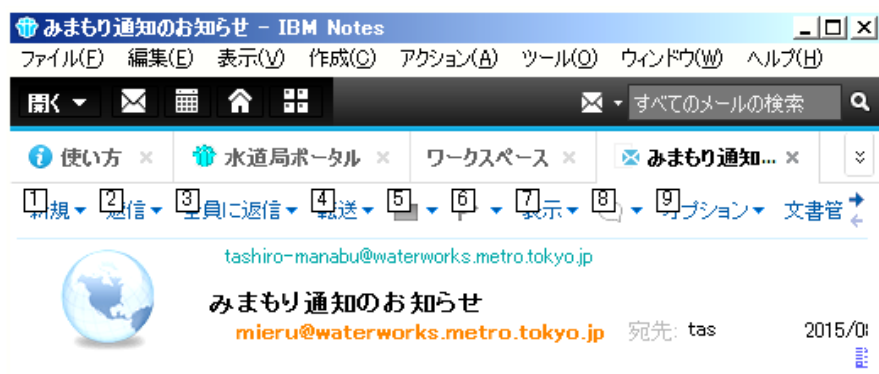 みまもり通知のお知らせ - IBM Notes
ファイル(F) 編集(E) 表示(V) 作成(C) アクション(A) ツール(O) ウィンドウ(W) ヘルプ(H)
開く すべてのメールの検索
使い方 水道局ポータル ワークスペース みまもり通知...
1 規 2 信 3 員に返信 4 送 5 6 7 示 8 9 プション 文書管
tashiro-manabu@waterworks.metro.tokyo.jp
みまもり通知のお知らせ
mieru@waterworks.metro.tokyo.jp 宛先: tas 2015/0